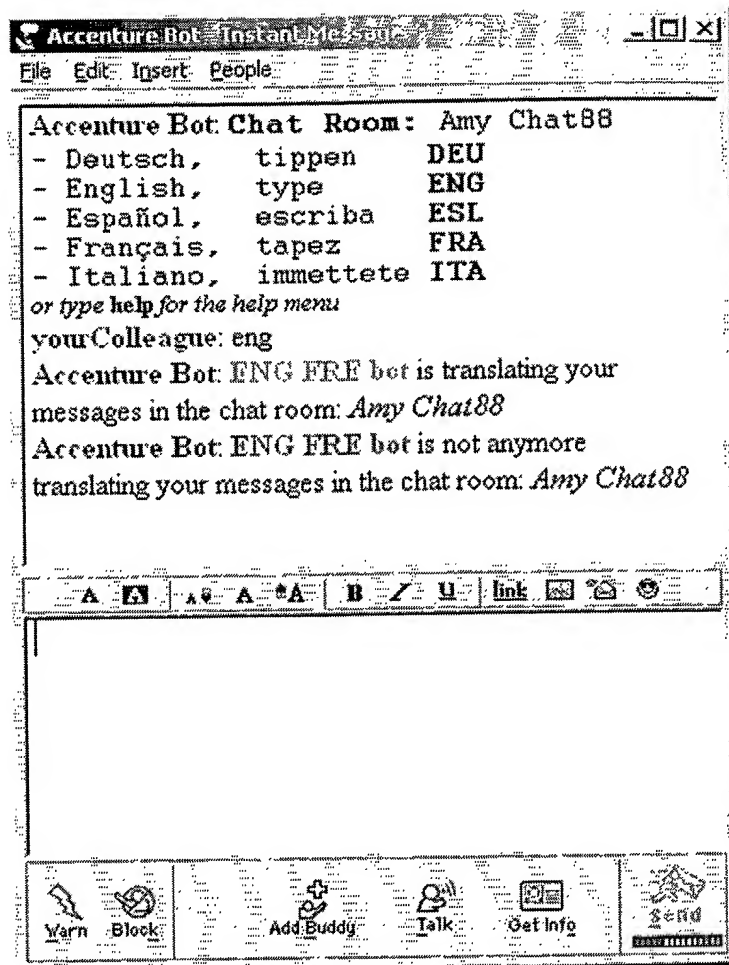 Accenture Bot - Instant Message
File Edit Insert People
Accenture Bot: Chat Room: Amy Chat88
- Deutsch, tippen DEU
- English, type ENG
- Español, escriba ESL
- Français, tapez FRA
- Italiano, immettete ITA
or type help for the help menu
yourColleague: eng
Accenture Bot: ENG FRE bot is translating your
messages in the chat room: Amy Chat88
Accenture Bot: ENG FRE bot is not anymore
translating your messages in the chat room: Amy Chat88
A A A A A B I U link
Warn Block Add Buddy Talk Get Info Send